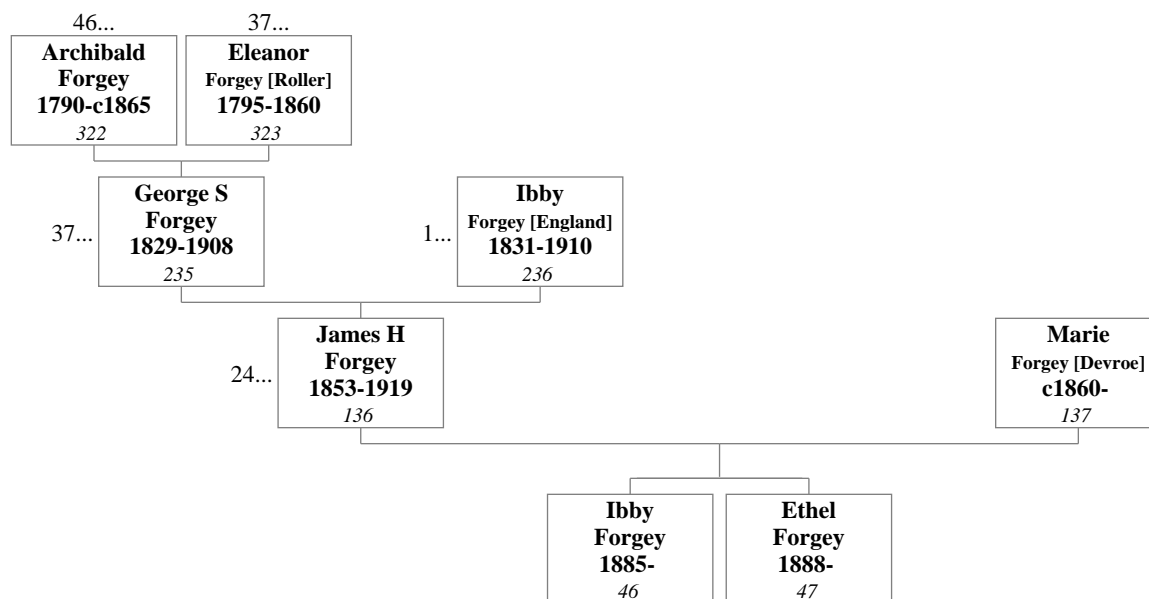 46...
37...
Archibald
Forgey
1790-c1865
322
Eleanor
Forgey [Roller]
1795-1860
323
37...
George S
Forgey
1829-1908
235
1...
Ibby
Forgey [England]
1831-1910
236
24...
James H
Forgey
1853-1919
136
Marie
Forgey [Devroe]
c1860-
137
Ibby
Forgey
1885-
46
Ethel
Forgey
1888-
47